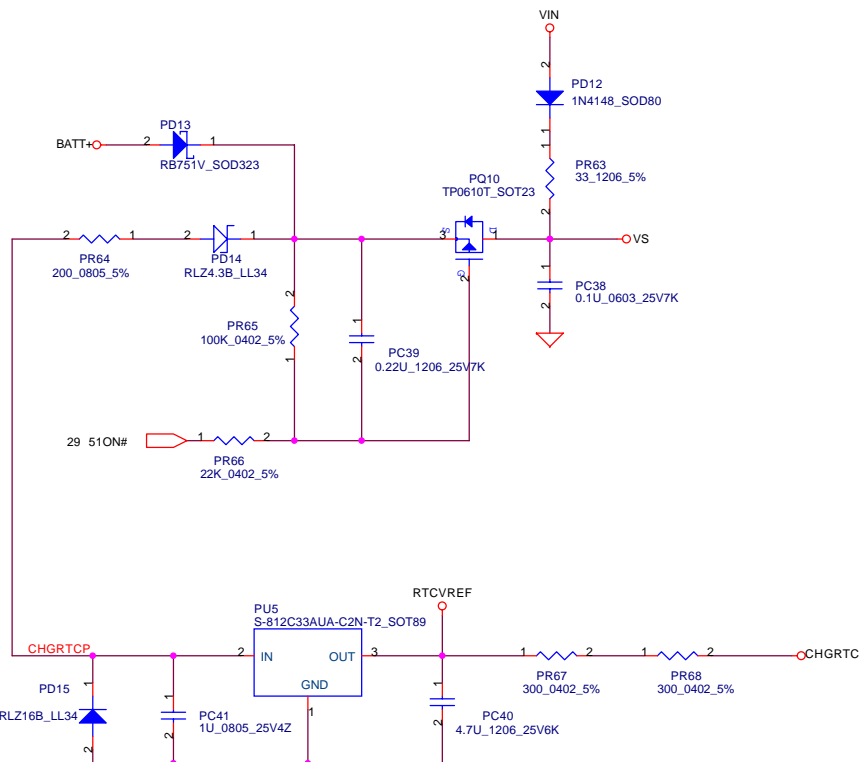 VIN
2
PD12
1N4148_SOD80
1
1
PR63
33_1206_5%
2
PD13
BATT+
2
1
RB751V_SOD323
PQ10
TP0610T_SOT23
S
D
3
1
G
2
VS
2
1
PR64
200_0805_5%
2
1
PD14
RLZ4.3B_LL34
1
PC38
0.1U_0603_25V7K
2
2
PR65
100K_0402_5%
1
1
PC39
0.22U_1206_25V7K
2
29 51ON#
1
2
PR66
22K_0402_5%
RTCVREF
PU5
S-812C33AUA-C2N-T2_SOT89
CHGRTCP
2
IN
OUT
3
GND
1
1
2
PR67
300_0402_5%
1
2
PR68
300_0402_5%
CHGRTC
PD15
1
RLZ16B_LL34
2
1
PC41
1U_0805_25V4Z
2
1
PC40
4.7U_1206_25V6K
2